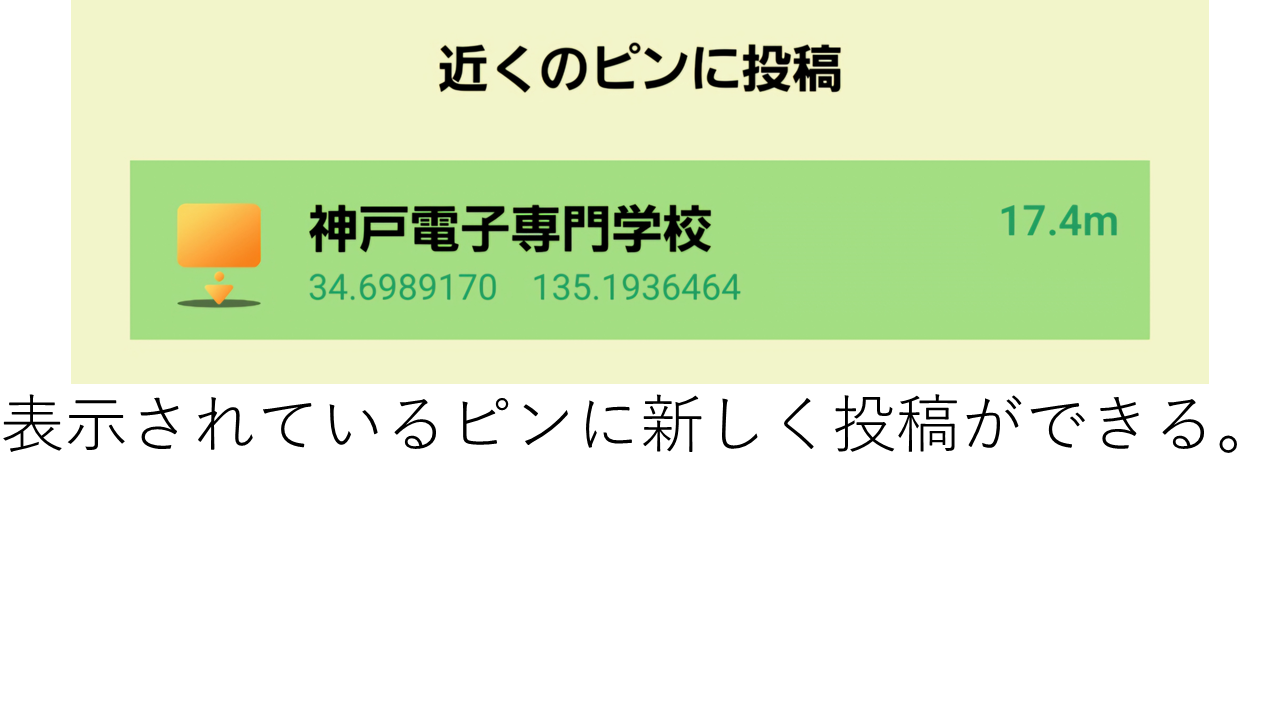 近くのピンに投稿
神戸電子専門学校
17.4m
34.6989170 135.1936464
表示されているピンに新しく投稿ができる。